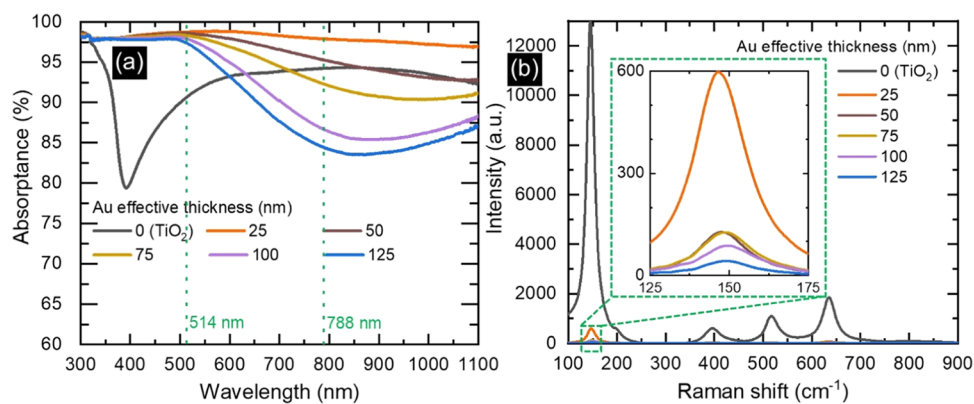 100
95
90
85
80
75
70
65
60
Absorptance (%)
(a)
Au effective thickness (nm)
0 (TiO2) 25 50
75 100 125
514 nm 788 nm
300 400 500 600 700 800 900 1000 1100
Wavelength (nm)
12000
10000
8000
6000
4000
2000
0
Intensity (a.u.)
(b)
Au effective thickness (nm)
0 (TiO2)
25
50
75
100
125
600
300
0
125 150 175
100 200 300 400 500 600 700 800 900
Raman shift (cm-1)